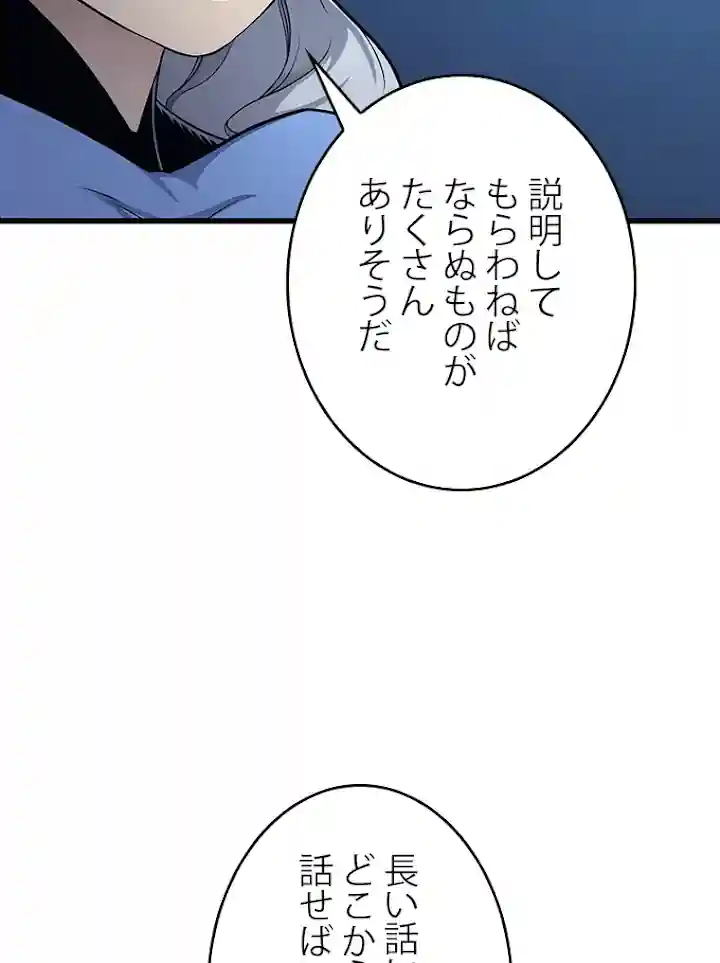 説明して
もらわねば
ならぬものが
たくさん
ありそうだ
長い話
どこから
話せば